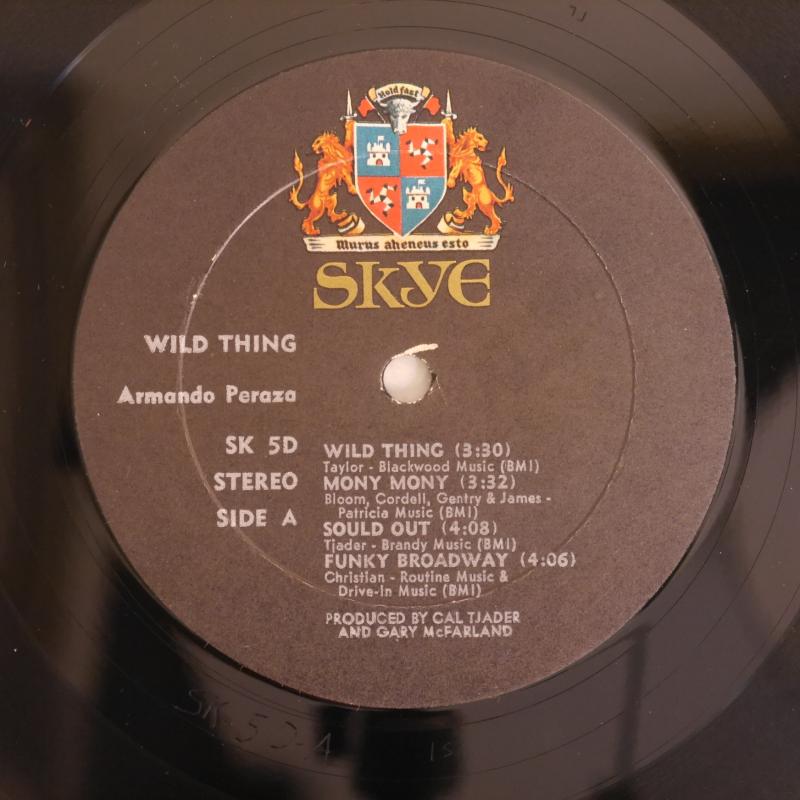 Hold fast
Murus aheneus esto
SKYE
WILD THING
Armando Peraza
SK 5D
STEREO
SIDE A
WILD THING (3:30)
Taylor - Blackwood Music (BMI)
MONY MONY (3:32)
Bloom, Cordell, Gentry & James -
Patricia Music (BMI)
SOULD OUT (4:08)
Tjader - Brandy Music (BMI)
FUNKY BROADWAY (4:06)
Christian - Routine Music &
Drive-In Music (BMI)
PRODUCED BY CAL TJADER
AND GARY McFARLAND
SK-5D-A